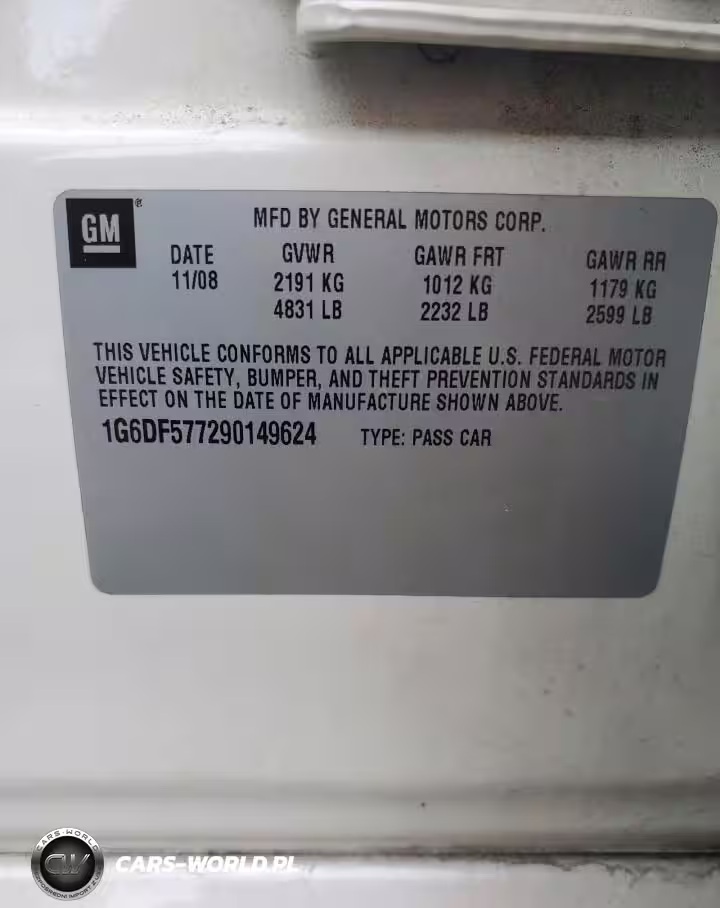 GM®
MFD BY GENERAL MOTORS CORP.
DATE GVWR GAWR FRT GAWR RR
11/08 2191 KG 1012 KG 1179 KG
4831 LB 2232 LB 2599 LB
THIS VEHICLE CONFORMS TO ALL APPLICABLE U.S. FEDERAL MOTOR
VEHICLE SAFETY, BUMPER, AND THEFT PREVENTION STANDARDS IN
EFFECT ON THE DATE OF MANUFACTURE SHOWN ABOVE.
1G6DF577290149624 TYPE: PASS CAR
CARS-WORLD
CW
CARS-WORLD.PL